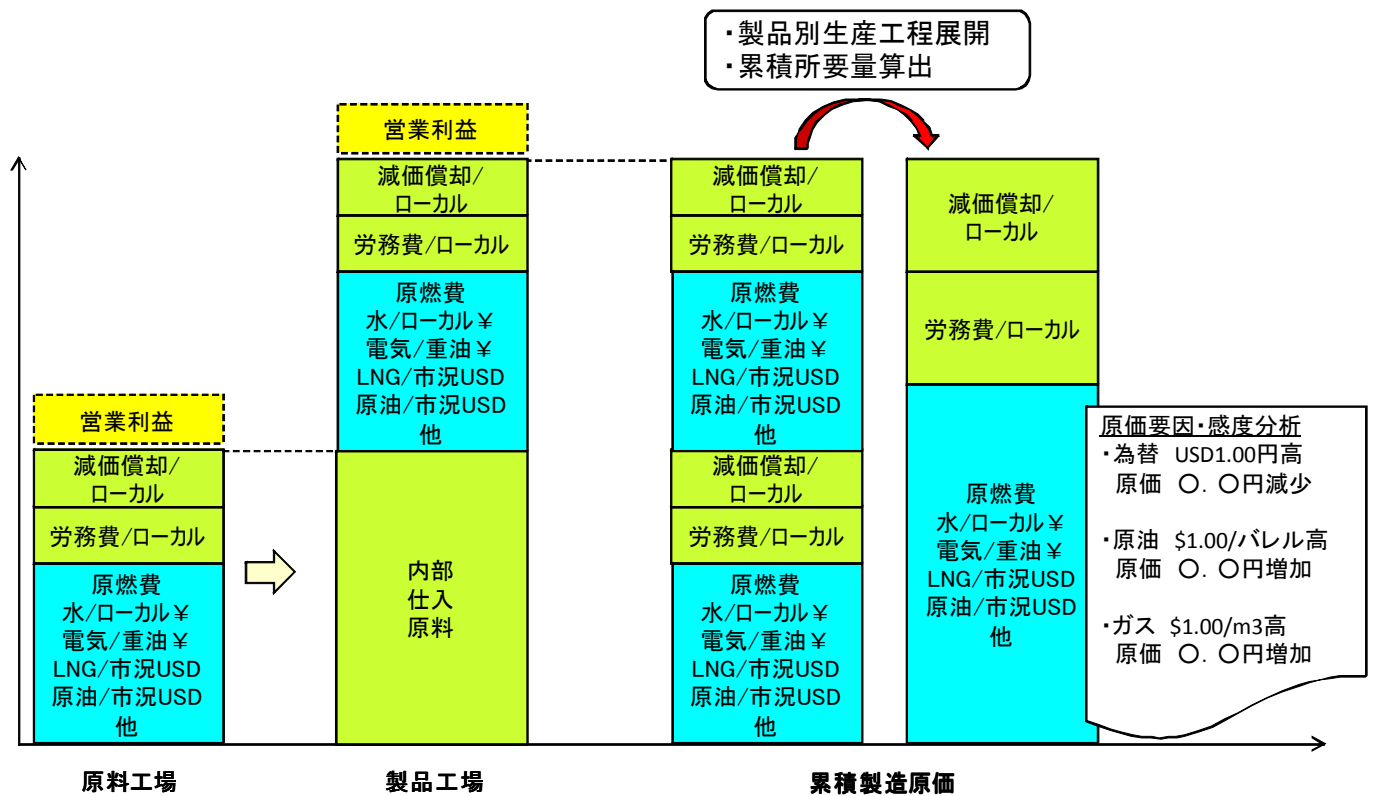 ・製品別生産工程展開
・累積所要量算出
営業利益
減価償却/
ローカル
労務費/ローカル
原燃費
水/ローカル¥
電気/重油¥
LNG/市況USD
原油/市況USD
他
営業利益
減価償却/
ローカル
労務費/ローカル
原燃費
水/ローカル¥
電気/重油¥
LNG/市況USD
原油/市況USD
他
内部
仕入
原料
減価償却/
ローカル
労務費/ローカル
原燃費
水/ローカル¥
電気/重油¥
LNG/市況USD
原油/市況USD
他
減価償却/
ローカル
労務費/ローカル
原燃費
水/ローカル¥
電気/重油¥
LNG/市況USD
原油/市況USD
他
減価償却/
ローカル
労務費/ローカル
原燃費
水/ローカル¥
電気/重油¥
LNG/市況USD
原油/市況USD
他
原価要因・感度分析
・為替 USD1.00円高
原価 〇．〇円減少
・原油 $1.00/バレル高
原価 〇．〇円増加
・ガス $1.00/m3高
原価 〇．〇円増加
原料工場
製品工場
累積製造原価